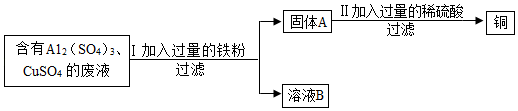 含有Al₂(SO₄)₃、
CuSO₄的废液
Ⅰ 加入过量的铁粉
过滤
固体A
Ⅱ加入过量的稀硫酸
过滤
铜
溶液B